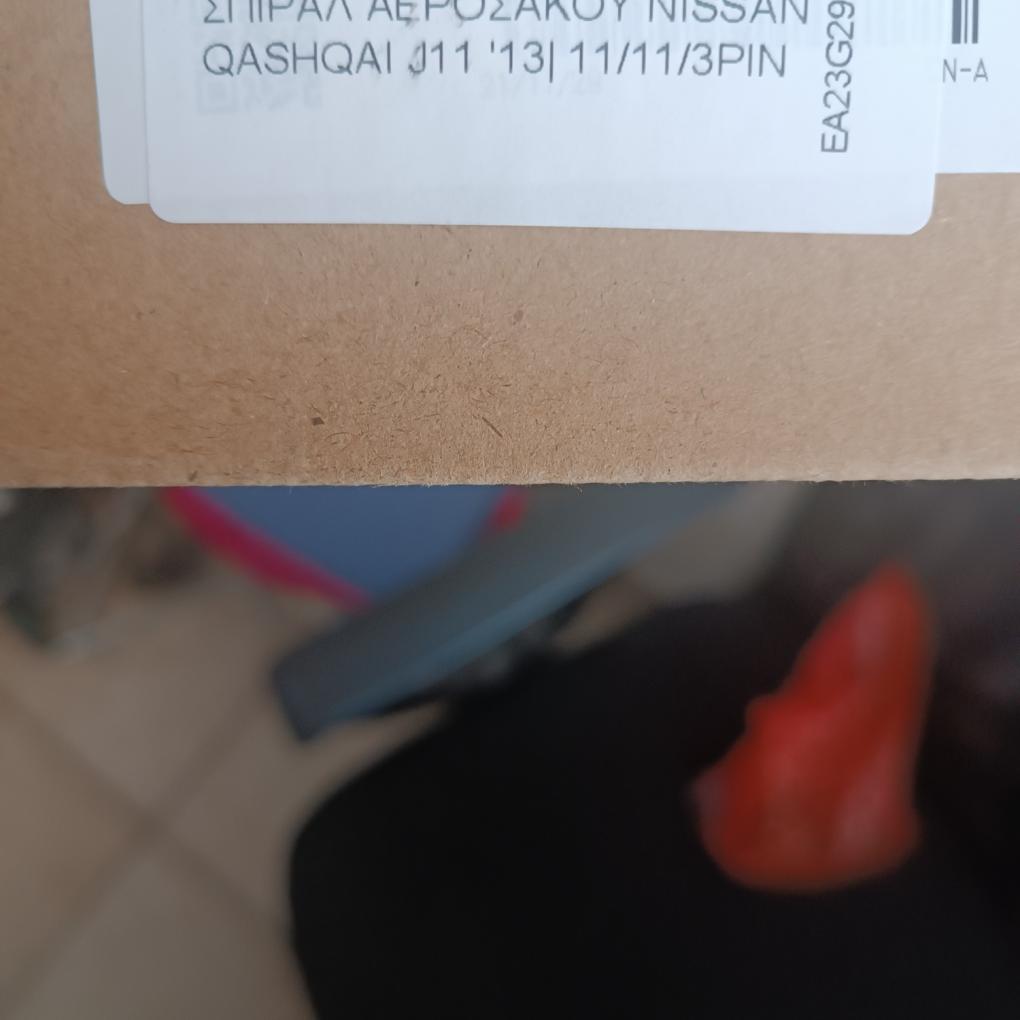 ΣΠΙΡΑΛ ΑΕΡΟΣΑΚΟΥ NISSAN
QASHQAI J11 '13| 11/11/3PIN
EA23G29
N-A